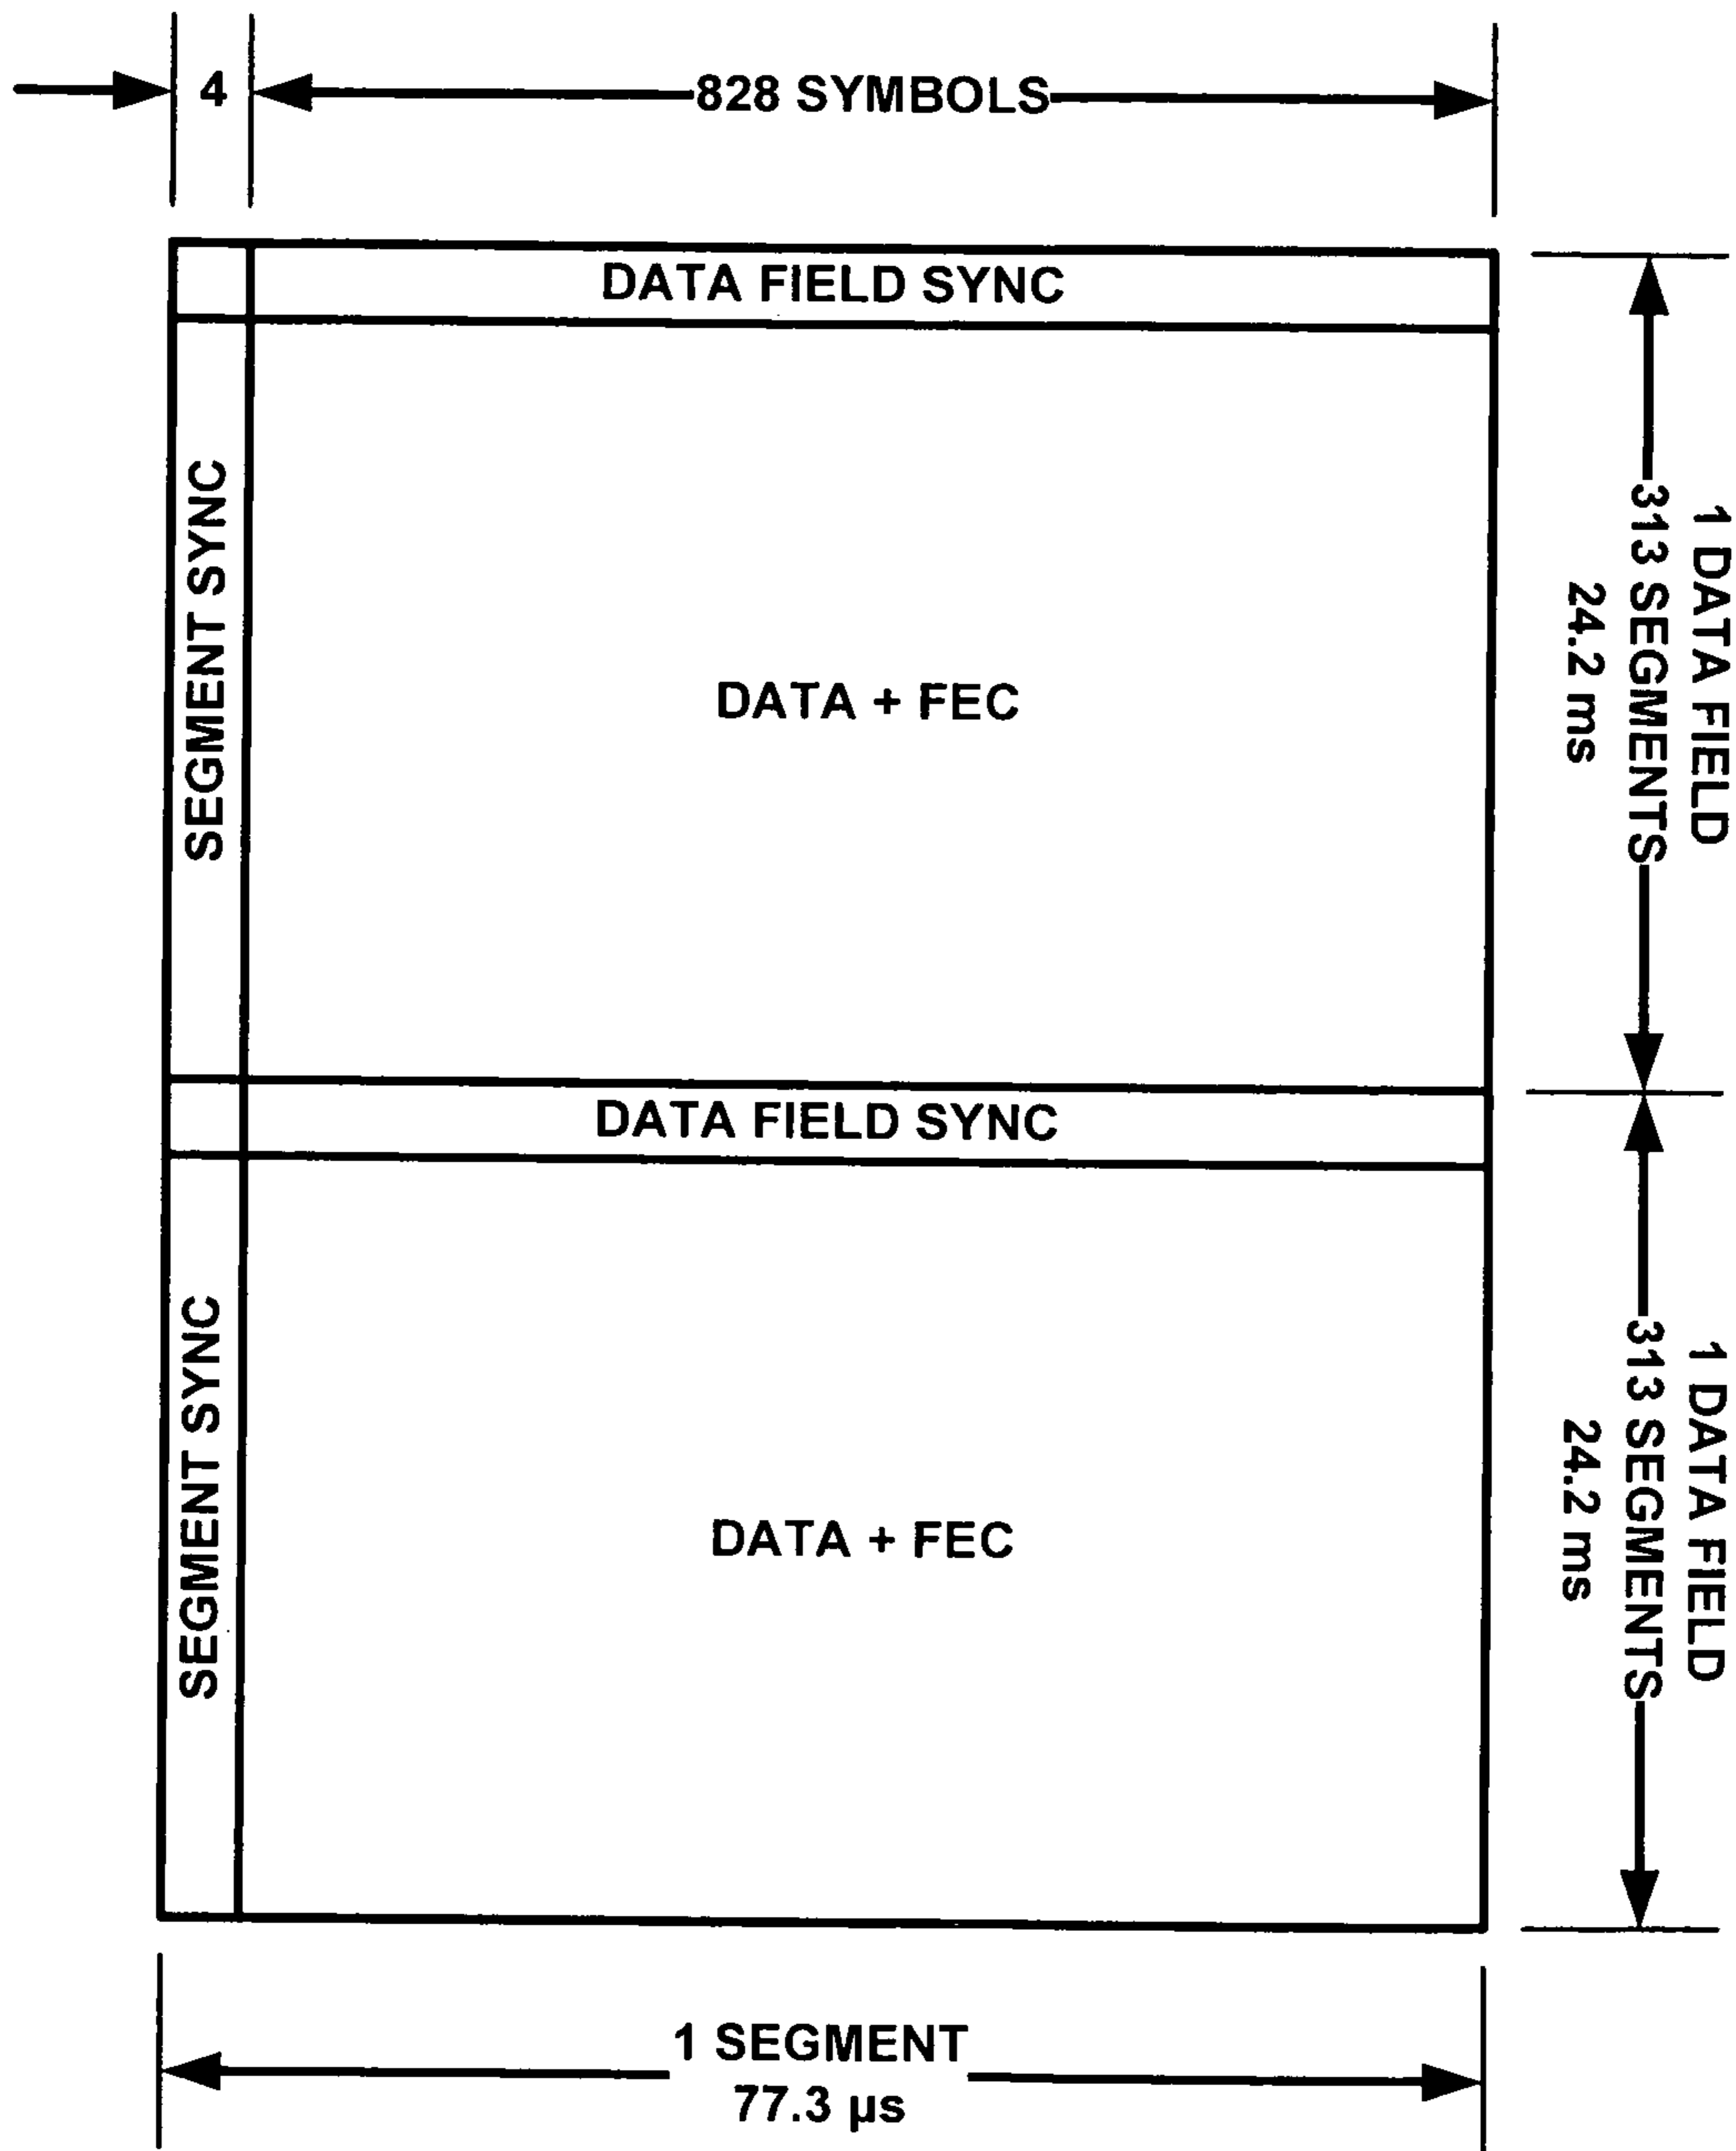 4
828 SYMBOLS
DATA FIELD SYNC
SEGMENT SYNC
DATA + FEC
1 DATA FIELD
313 SEGMENTS
24.2 ms
DATA FIELD SYNC
SEGMENT SYNC
DATA + FEC
1 DATA FIELD
313 SEGMENTS
24.2 ms
1 SEGMENT
77.3 µs